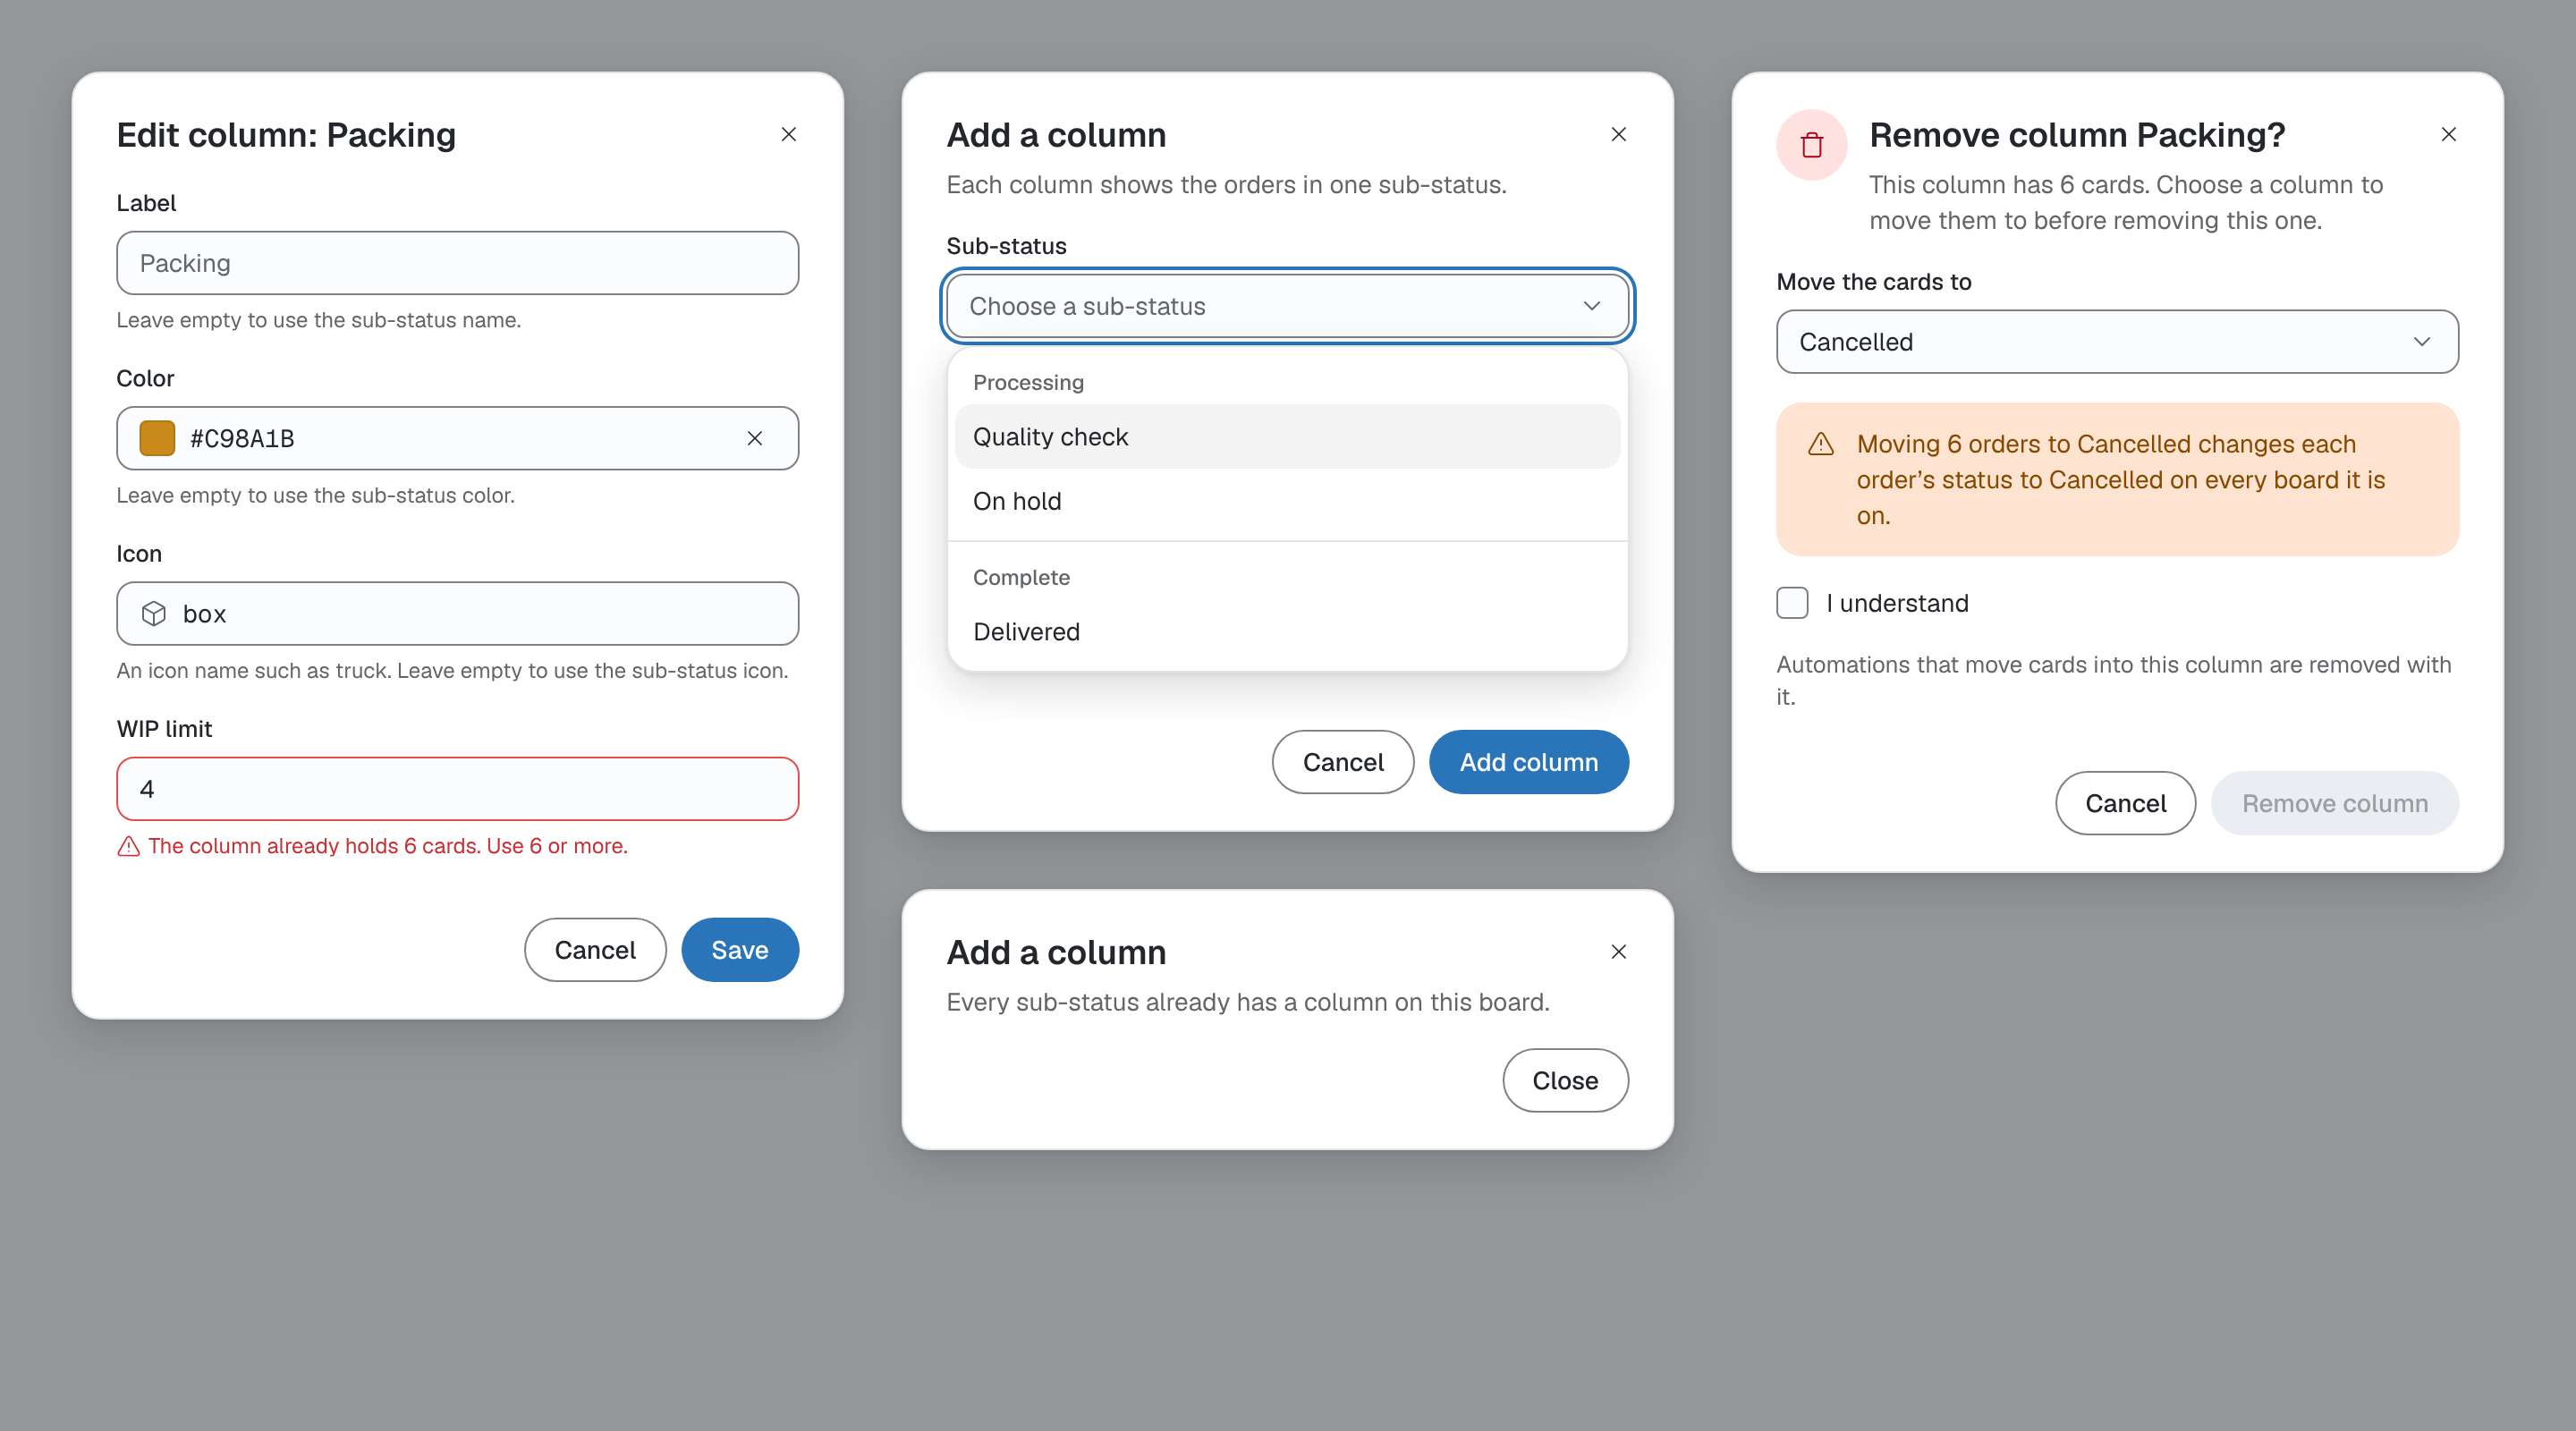 Edit column: Packing
Label
Packing
Leave empty to use the sub-status name.
Color
#C98A1B
Leave empty to use the sub-status color.
Icon
box
An icon name such as truck. Leave empty to use the sub-status icon.
WIP limit
4
The column already holds 6 cards. Use 6 or more.
Cancel
Save
Add a column
Each column shows the orders in one sub-status.
Sub-status
Choose a sub-status
Processing
Quality check
On hold
Complete
Delivered
Cancel
Add column
Add a column
Every sub-status already has a column on this board.
Close
Remove column Packing?
This column has 6 cards. Choose a column to
move them to before removing this one.
Move the cards to
Cancelled
Moving 6 orders to Cancelled changes each
order’s status to Cancelled on every board it is
on.
I understand
Automations that move cards into this column are removed with
it.
Cancel
Remove column